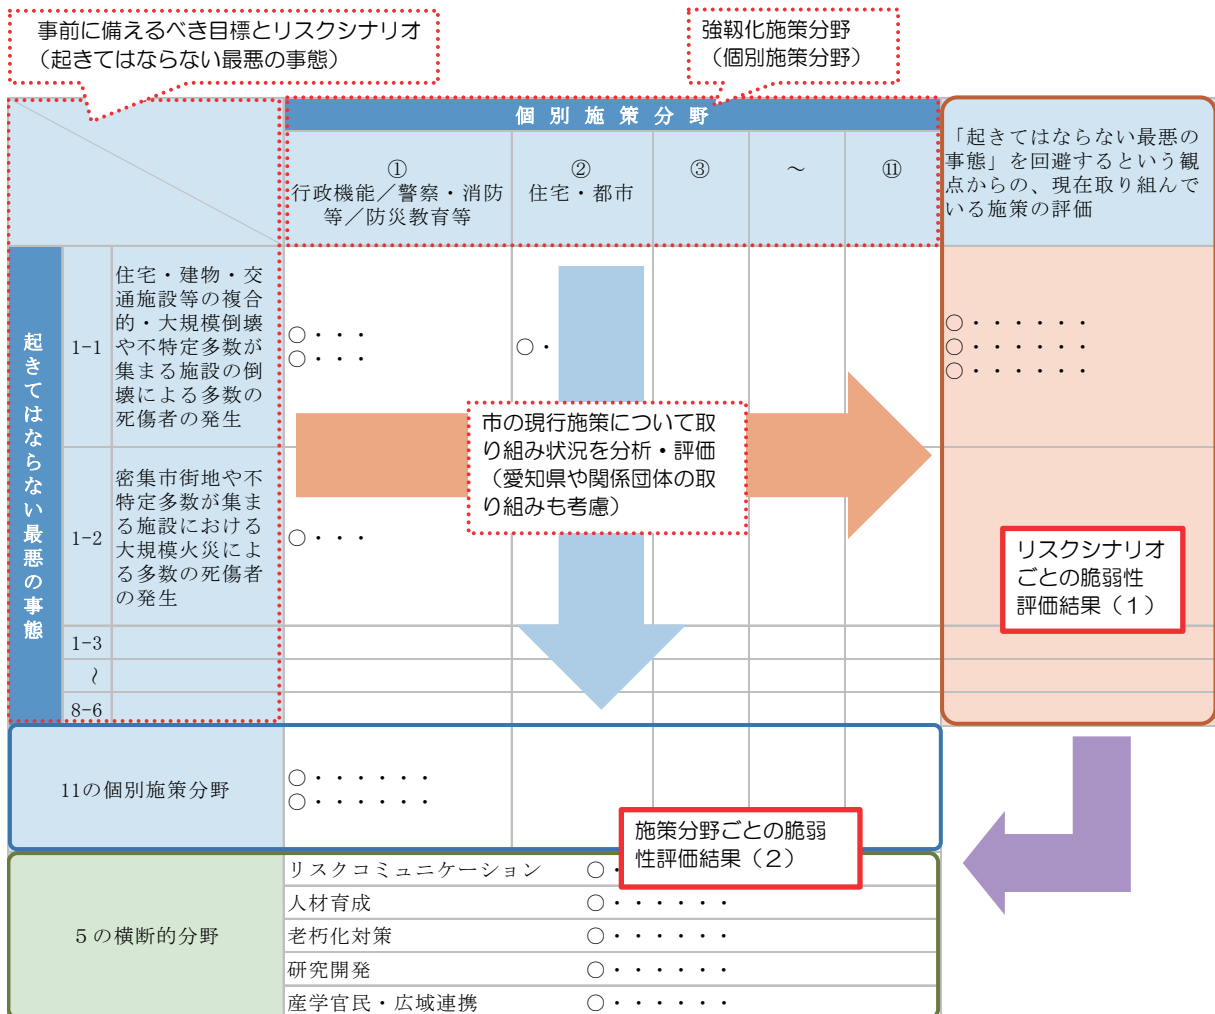 事前に備えるべき目標とリスクシナリオ
（起きてはならない最悪の事態）
強靱化施策分野
（個別施策分野）
個別施策分野
①
行政機能／警察・消防
等／防災教育等
②
住宅・都市
③
～
⑪
「起きてはならない最悪の
事態」を回避するという観
点からの、現在取り組んで
いる施策の評価
起きてはならない最悪の事態
1-1
住宅・建物・交
通施設等の複合
的・大規模倒壊
や不特定多数が
集まる施設の倒
壊による多数の
死傷者の発生
○・・・
○・・・
○・
○・・・・・・
○・・・・・・
○・・・・・・
市の現行施策について取
り組み状況を分析・評価
（愛知県や関係団体の取
り組みも考慮）
1-2
密集市街地や不
特定多数が集ま
る施設における
大規模火災によ
る多数の死傷者
の発生
○・・・
リスクシナリオ
ごとの脆弱性
評価結果（1）
1-3
～
8-6
11の個別施策分野
○・・・・・・
○・・・・・・
施策分野ごとの脆弱
性評価結果（2）
5の横断的分野
リスクコミュニケーション ○・
人材育成 ○・・・・・・
老朽化対策 ○・・・・・・
研究開発 ○・・・・・・
産学官民・広域連携 ○・・・・・・